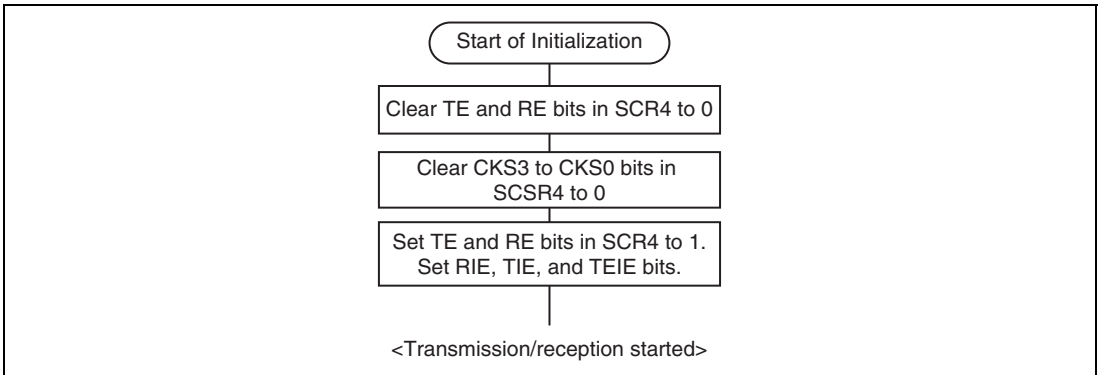 Start of Initialization
Clear TE and RE bits in SCR4 to 0
Clear CKS3 to CKS0 bits in
SCSR4 to 0
Set TE and RE bits in SCR4 to 1.
Set RIE, TIE, and TEIE bits.
<Transmission/reception started>